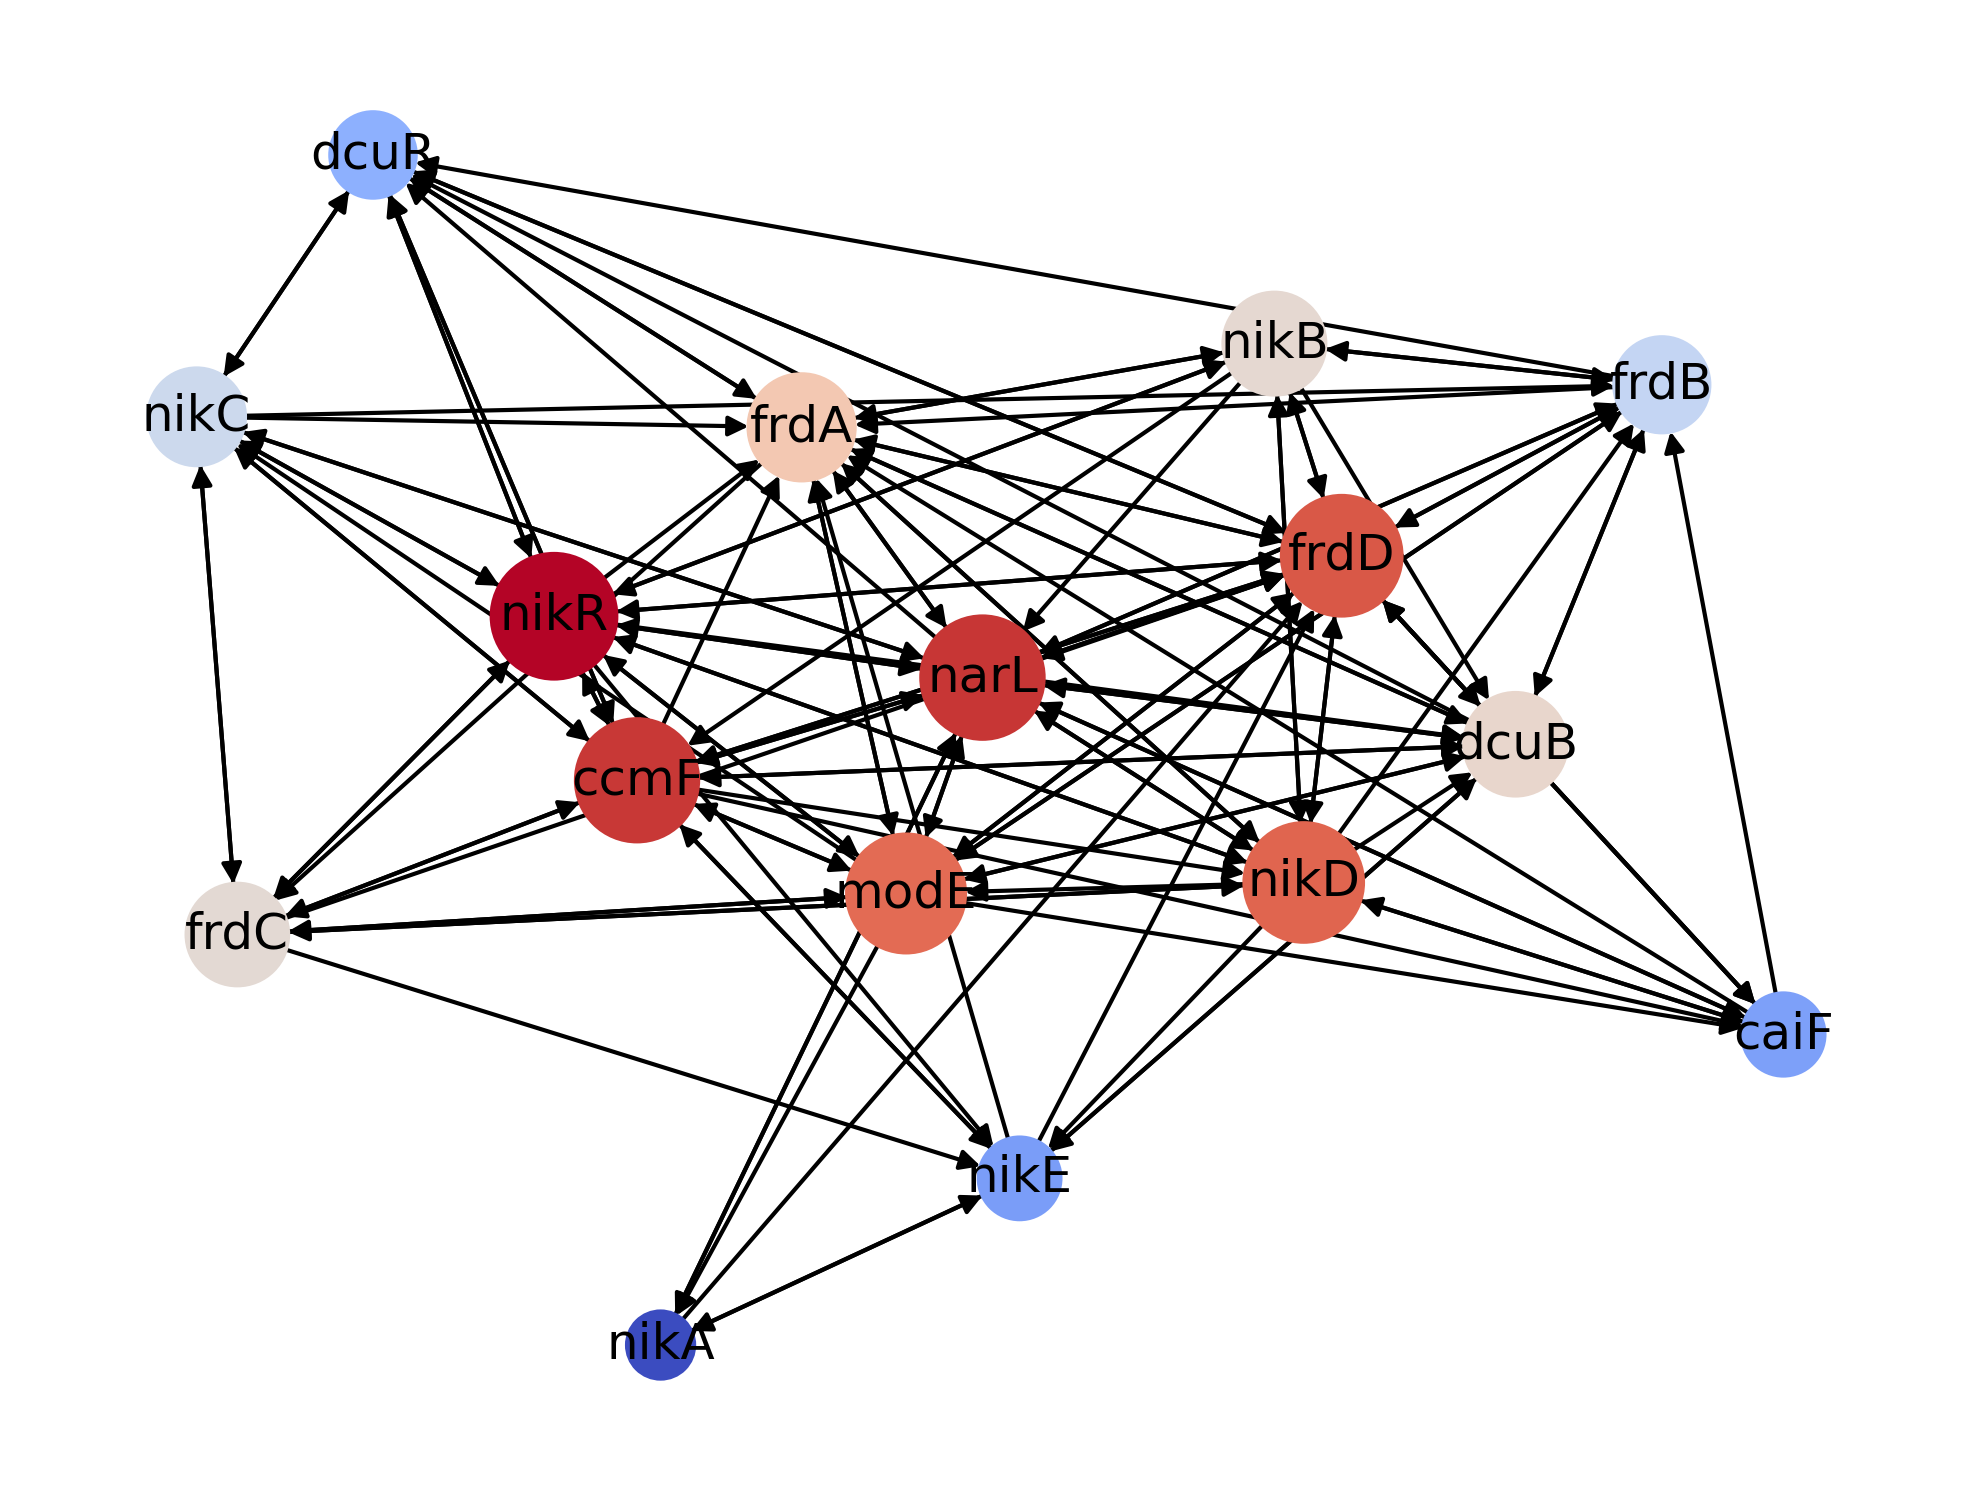 dcuR
nikB
frdB
nikC
frdA
frdD
nikR
narL
dcuB
ccmF
nikD
modE
frdC
caiF
nikE
nikA